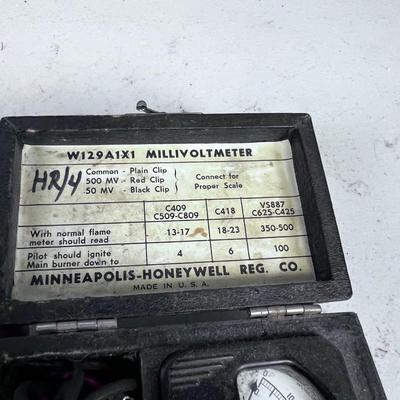 W129A1X1 MILLIVOLTMETER
HR/4
Common - Plain Clip
500 MV - Red Clip
50 MV - Black Clip
Connect for
Proper Scale
C409
C509-C809
C418
VS887
C625-C425
With normal flame
meter should read
13-17
18-23
350-500
Pilot should ignite
Main burner down to
4
6
100
MINNEAPOLIS-HONEYWELL REG. CO.
MADE IN U.S.A.